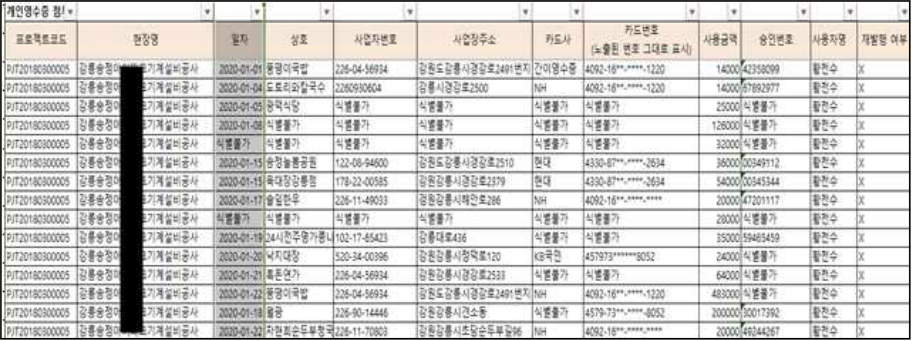 개인영수증 첨부
프로젝트코드 현장명 일자 상호 사업자번호 사업장주소 카드사 카드번호 (노출된 번호 그대로 표시) 사용금액 승인번호 사용자명 재발행 여부
PJT20180300005 강릉송정아 기계설비공사 2020-01-01 뚱땡이국밥 226-04-56934 강원도강릉시경강로2491번지 간이영수증 4092-16**-****-1220 14000 42358099 황전수 X
PJT20180300005 강릉송정아 기계설비공사 2020-01-04 도토리와칼국수 2260930604 강릉시경강로2500 NH 4092-16**-****-1220 14000 67892977 황전수 X
PJT20180300005 강릉송정아 기계설비공사 2020-01-05 광덕식당 식별불가 식별불가 식별불가 식별불가 25000 식별불가 황전수 X
PJT20180300005 강릉송정아 기계설비공사 2020-01-08 식별불가 식별불가 식별불가 식별불가 식별불가 126000 식별불가 황전수 X
PJT20180300005 강릉송정아 기계설비공사 식별불가 식별불가 식별불가 식별불가 식별불가 식별불가 32000 식별불가 황전수 X
PJT20180300005 강릉송정아 기계설비공사 2020-01-15 송정늘봄공원 122-08-94600 강원도강릉시경강로2510 현대 4330-87**-****-2634 36000 00349112 황전수 X
PJT20180300005 강릉송정아 기계설비공사 2020-01-15 육대장강릉점 178-22-00585 강원강릉시경강로2379 현대 4330-87**-****-2634 54000 00345344 황전수 X
PJT20180300005 강릉송정아 기계설비공사 2020-01-17 술일한우 226-11-49033 강원강릉시해안로286 NH 4092-16**-****-**** 20000 47201117 황전수 X
PJT20180300005 강릉송정아 기계설비공사 식별불가 식별불가 식별불가 식별불가 식별불가 식별불가 28000 식별불가 황전수 X
PJT20180300005 강릉송정아 기계설비공사 2020-01-19 24시전주명가콩나 102-17-65423 강릉대로436 식별불가 식별불가 35000 59465459 황전수 X
PJT20180300005 강릉송정아 기계설비공사 2020-01-20 낙지대장 520-34-00396 강원강릉시정덕로120 KB국민 457973******8052 24000 식별불가 황전수 X
PJT20180300005 강릉송정아 기계설비공사 2020-01-21 흑돈연가 226-04-56934 강원강릉시경강로2533 식별불가 식별불가 64000 식별불가 황전수 X
PJT20180300005 강릉송정아 기계설비공사 2020-01-22 뚱땡이국밥 226-04-56934 강원도강릉시경강로2491번지 NH 4092-16**-****-1220 483000 식별불가 황전수 X
PJT20180300005 강릉송정아 기계설비공사 2020-01-18 월광 226-90-14446 강원강릉시견소동 식별불가 4579-73**-****-8052 200000 30017392 황전수 X
PJT20180300005 강릉송정아 기계설비공사 2020-01-22 차현희순두부청국 226-11-70803 강원강릉시초당순두부길96 NH 4092-16**-****-**** 20000 49244267 황전수 X